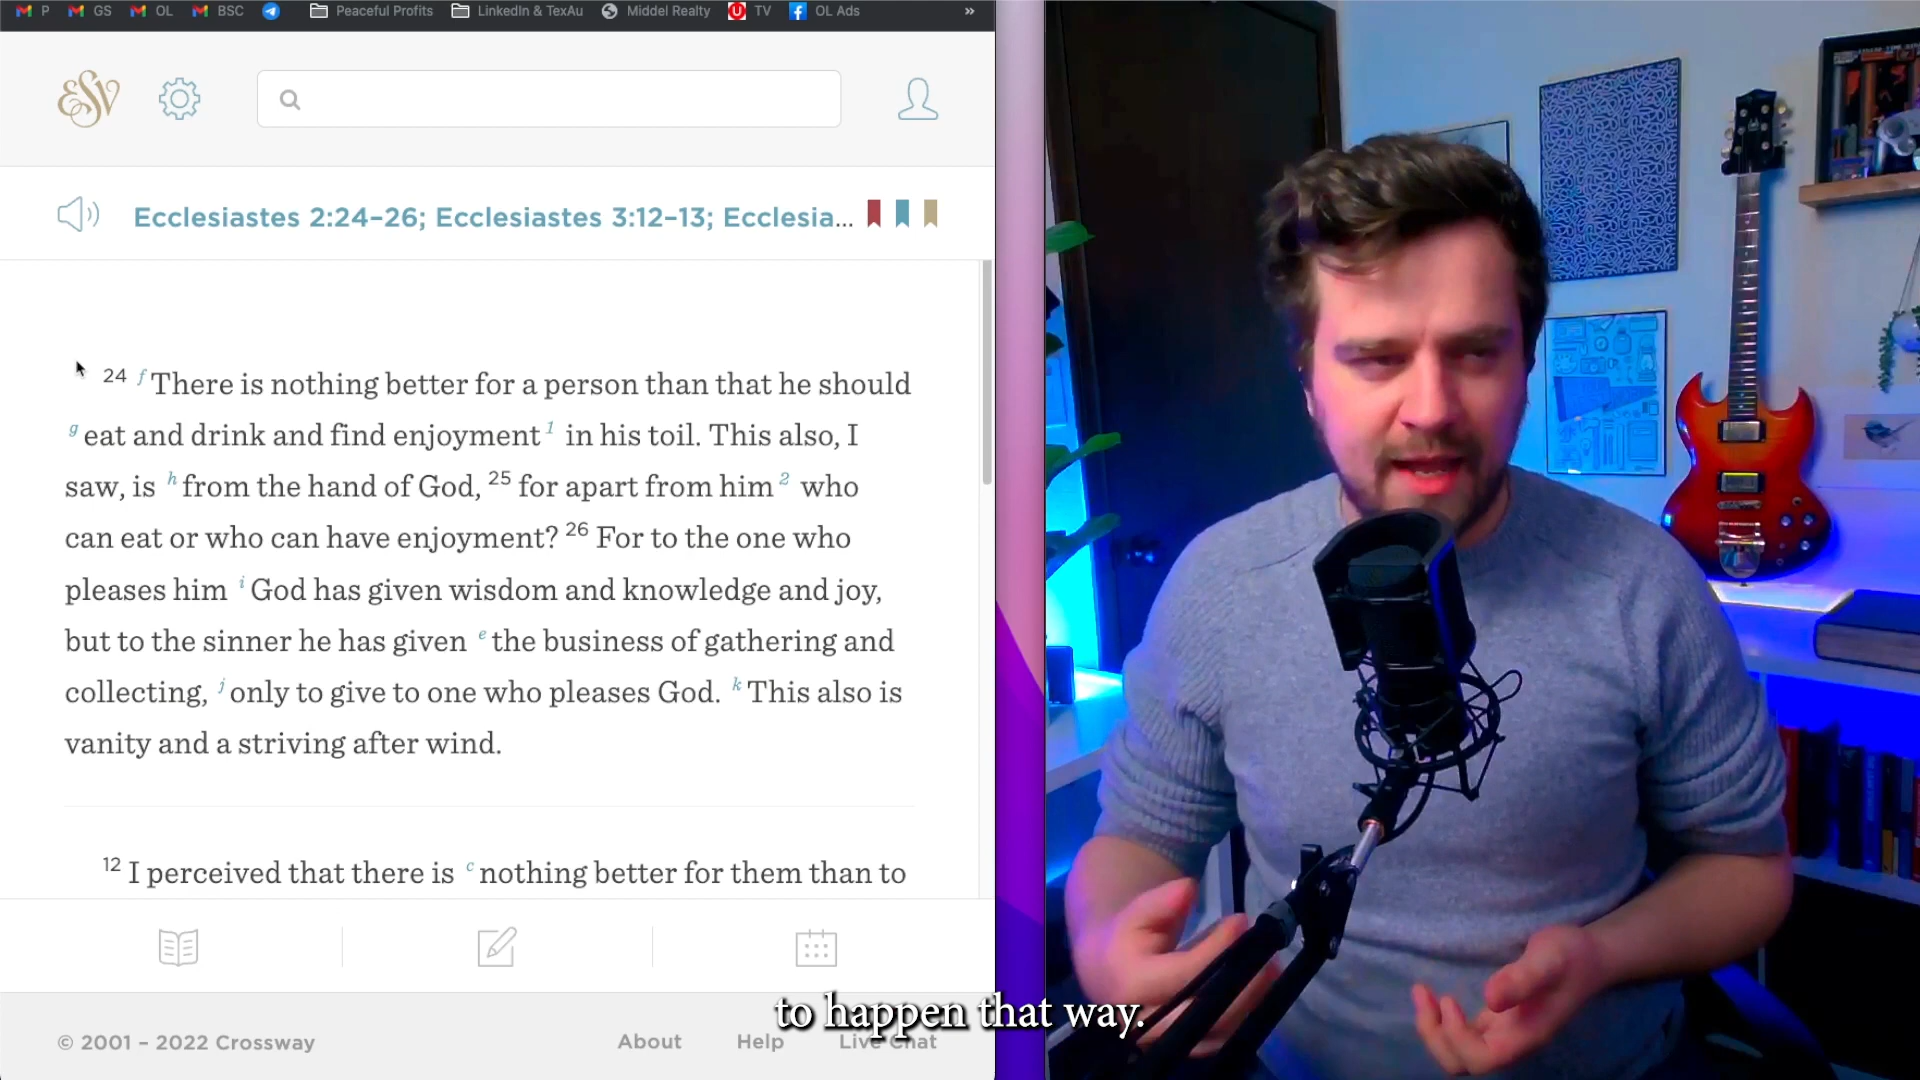 P GS OL BSC Peaceful Profits LinkedIn & TexAu Middel Realty TV OL Ads »
ESV
Ecclesiastes 2:24–26; Ecclesiastes 3:12–13; Ecclesia...
24 f There is nothing better for a person than that he should
g eat and drink and find enjoyment 1 in his toil. This also, I
saw, is h from the hand of God, 25 for apart from him 2 who
can eat or who can have enjoyment? 26 For to the one who
pleases him i God has given wisdom and knowledge and joy,
but to the sinner he has given e the business of gathering and
collecting, j only to give to one who pleases God. k This also is
vanity and a striving after wind.
12 I perceived that there is c nothing better for them than to
to happen that way.
© 2001 – 2022 Crossway About Help Live Chat